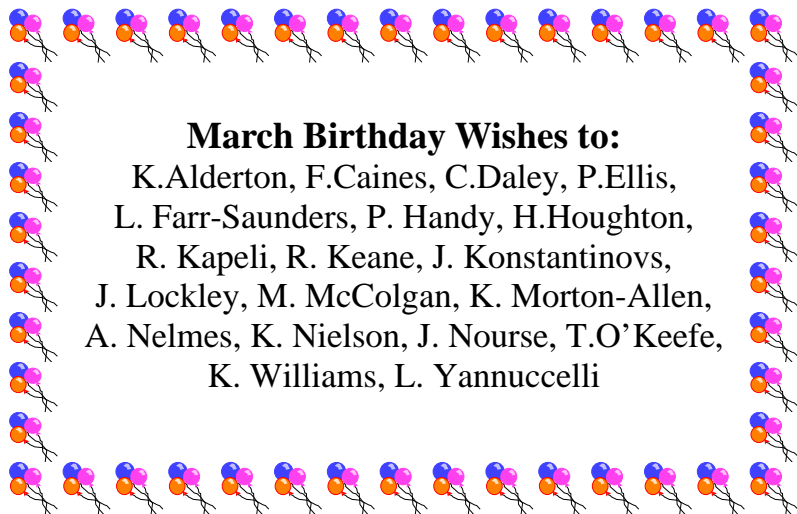 March Birthday Wishes to:
K.Alderton, F.Caines, C.Daley, P.Ellis,
L. Farr-Saunders, P. Handy, H.Houghton,
R. Kapeli, R. Keane, J. Konstantinovs,
J. Lockley, M. McColgan, K. Morton-Allen,
A. Nelmes, K. Nielson, J. Nourse, T.O’Keefe,
K. Williams, L. Yannuccelli